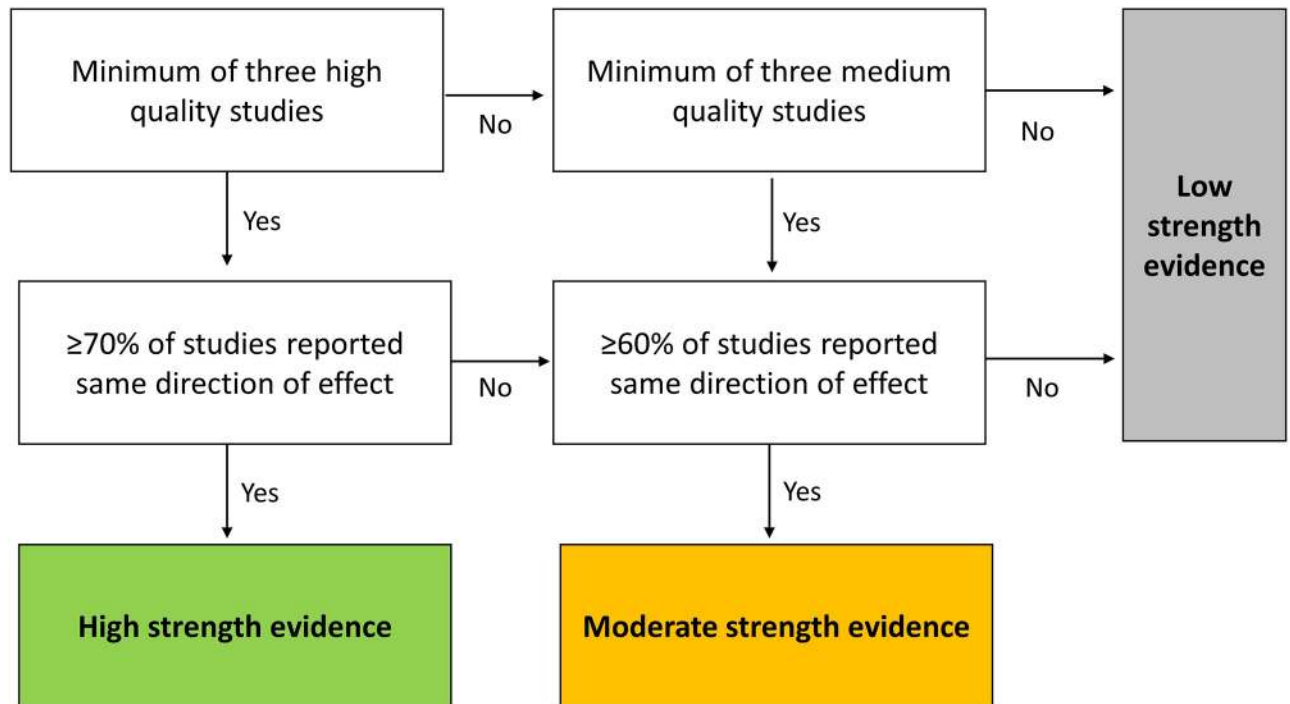 Minimum of three high
quality studies
No
Minimum of three medium
quality studies
No
Low
strength
evidence
Yes
Yes
≥70% of studies reported
same direction of effect
No
≥60% of studies reported
same direction of effect
No
Yes
Yes
High strength evidence
Moderate strength evidence